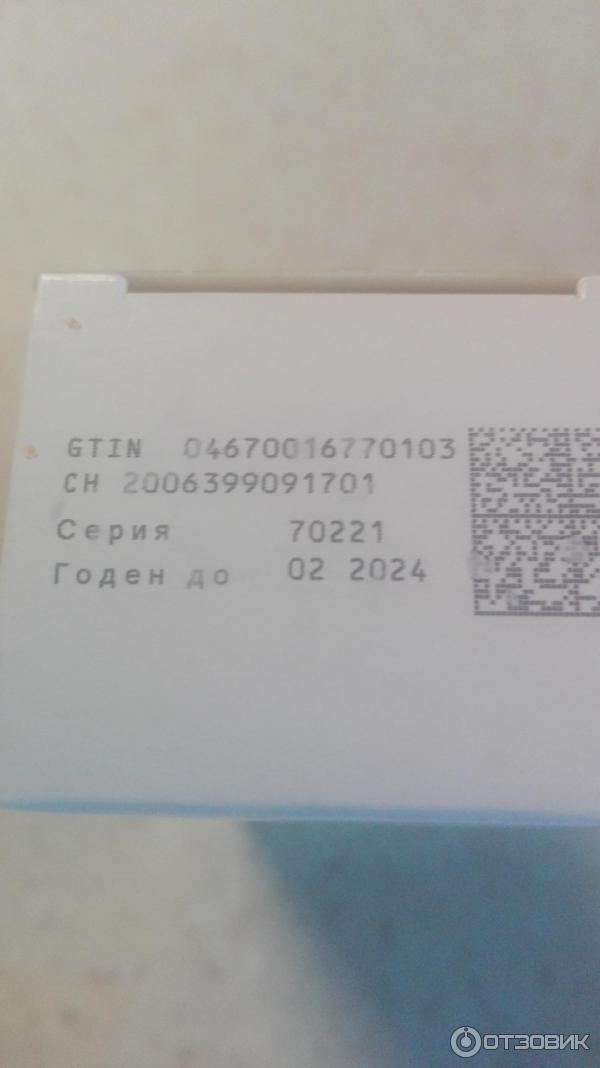 GTIN 04670016770103
СН 2006399091701
Серия 70221
Годен до 02 2024
ОТЗОВИК